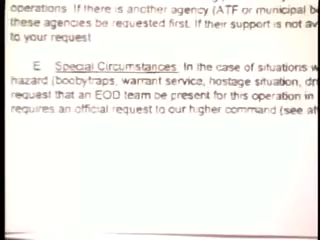 operations. If there is another agency (ATF or municipal b
these agencies be requested first. If their support is not av
to your request
E. Special Circumstances. In the case of situations w
hazard (boobytraps, warrant service, hostage situation, dr
request that an EOD team be present for this operation in
requires an official request to our higher command (see at